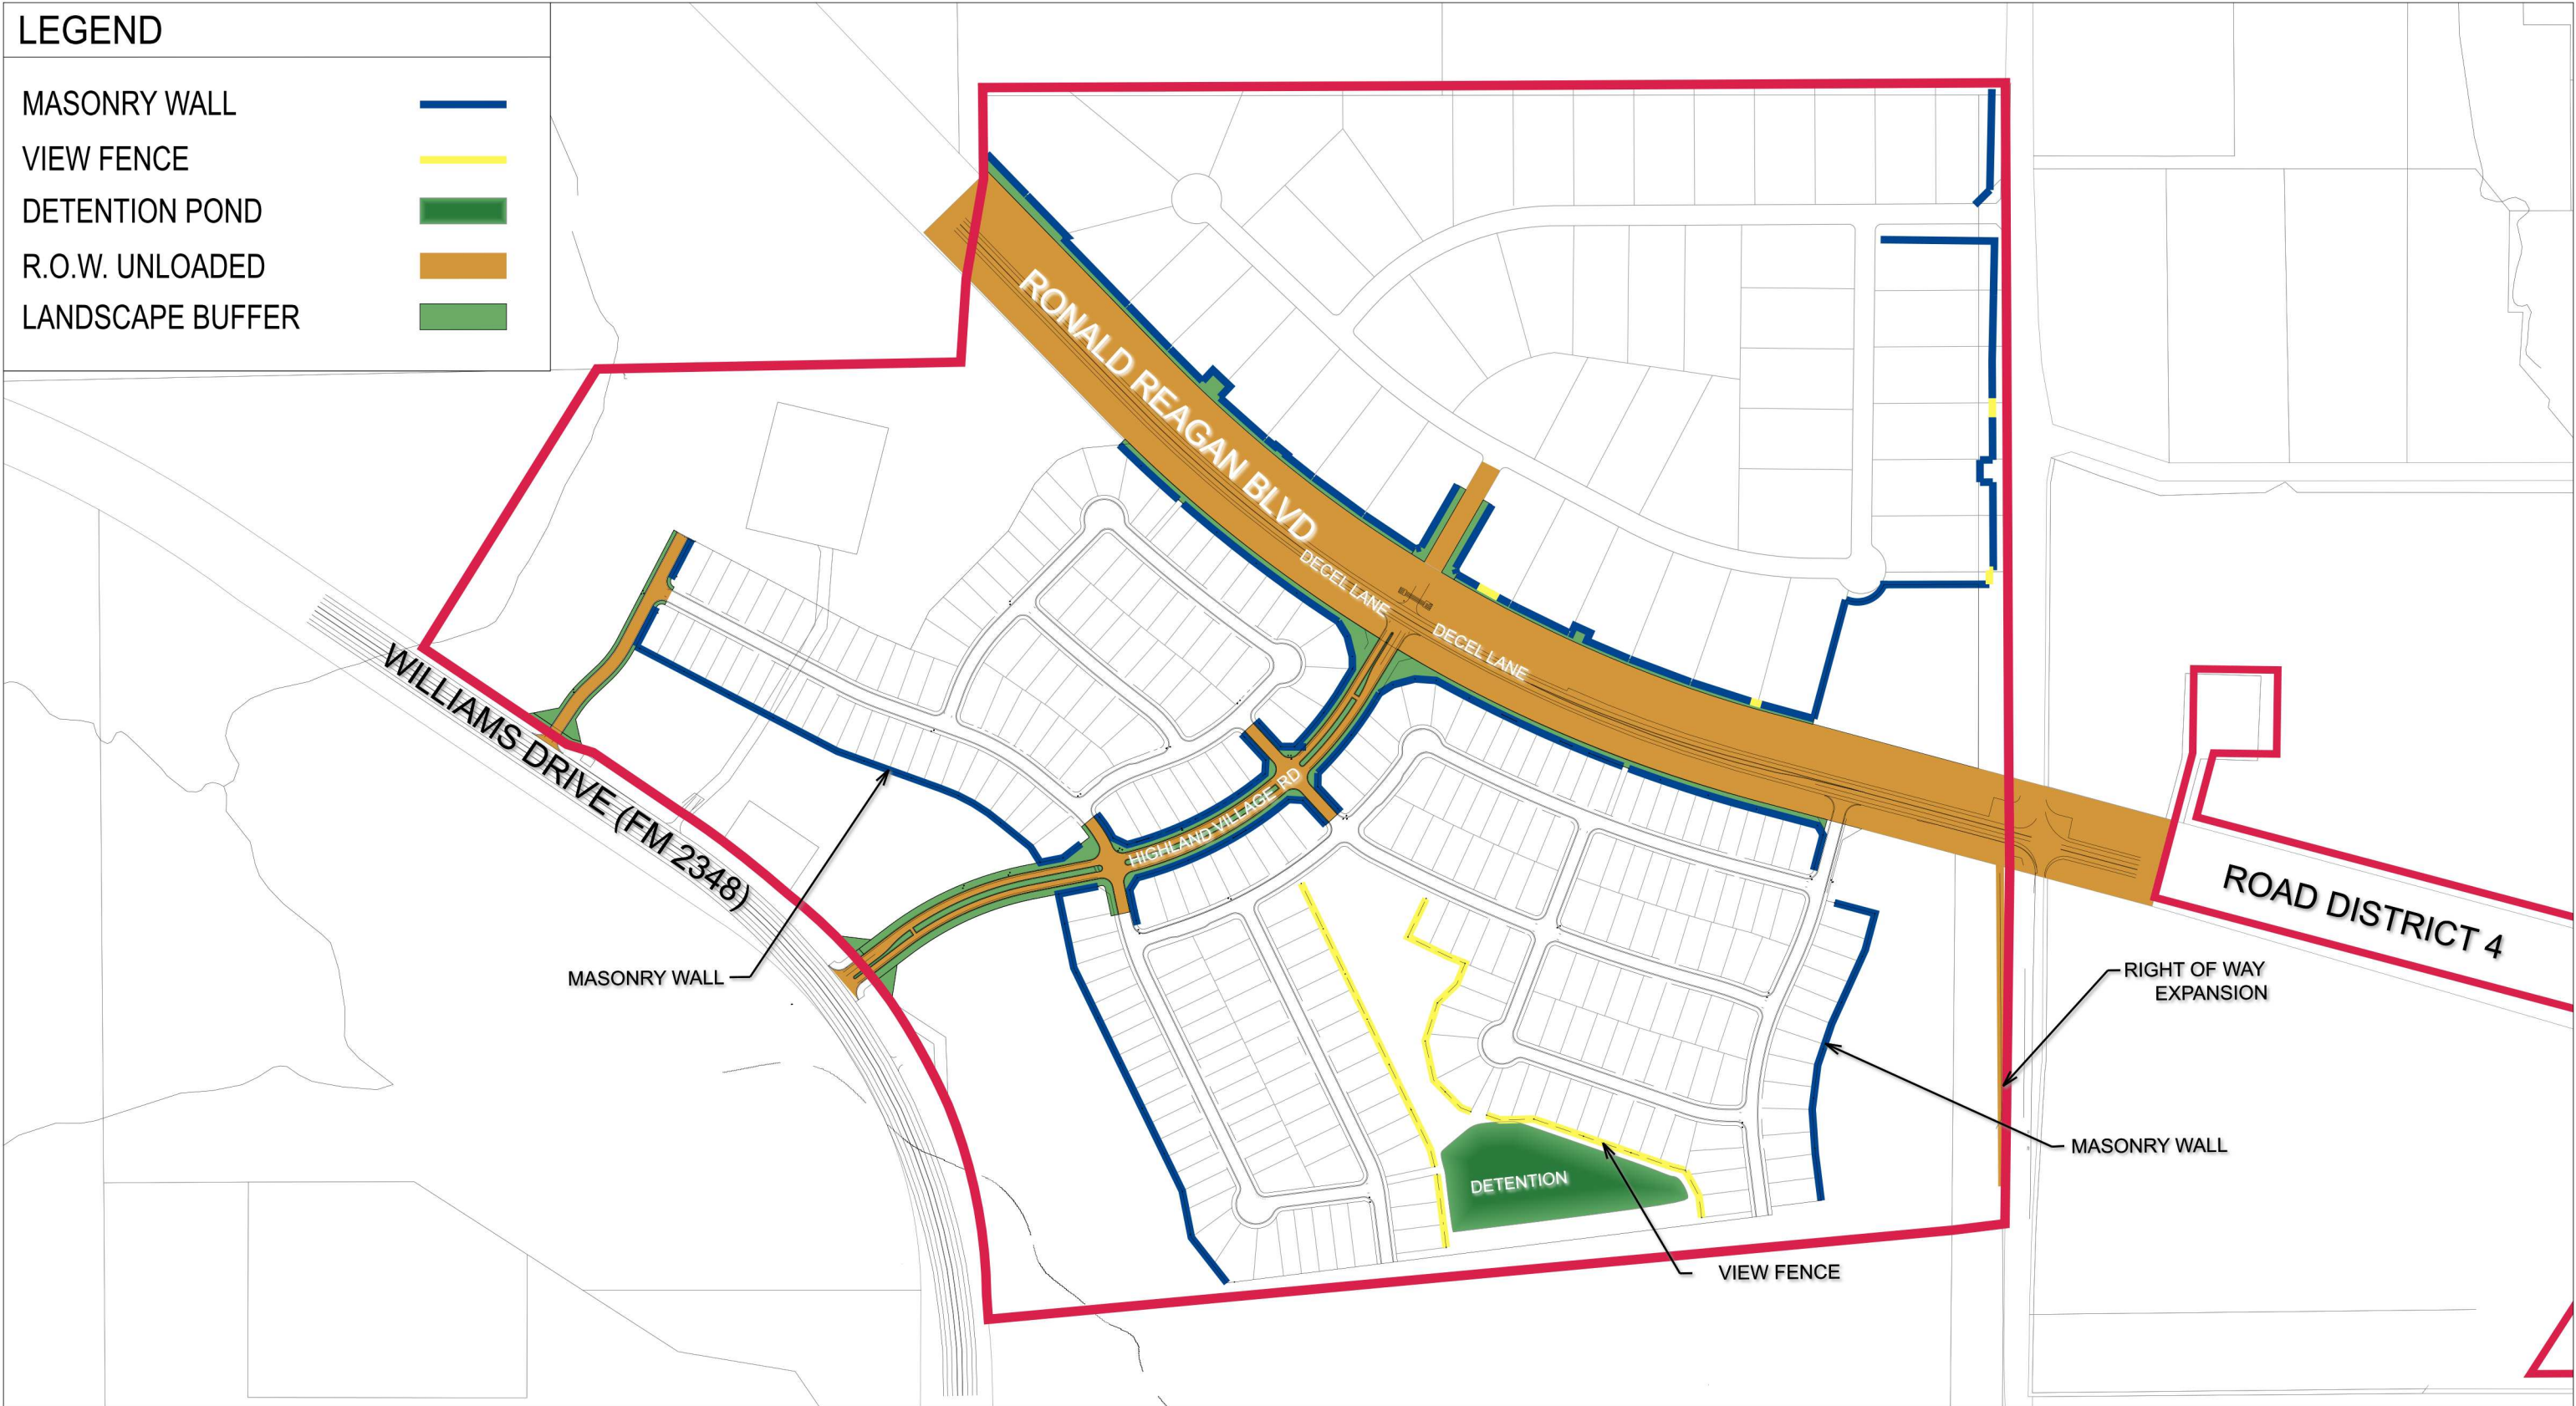 LEGEND
MASONRY WALL
VIEW FENCE
DETENTION POND
R.O.W. UNLOADED
LANDSCAPE BUFFER
RONALD REAGAN BLVD
DECEL LANE
DECEL LANE
WILLIAMS DRIVE (FM 2348)
HIGHLAND VILLAGE RD
ROAD DISTRICT 4
MASONRY WALL
RIGHT OF WAY
EXPANSION
MASONRY WALL
DETENTION
VIEW FENCE